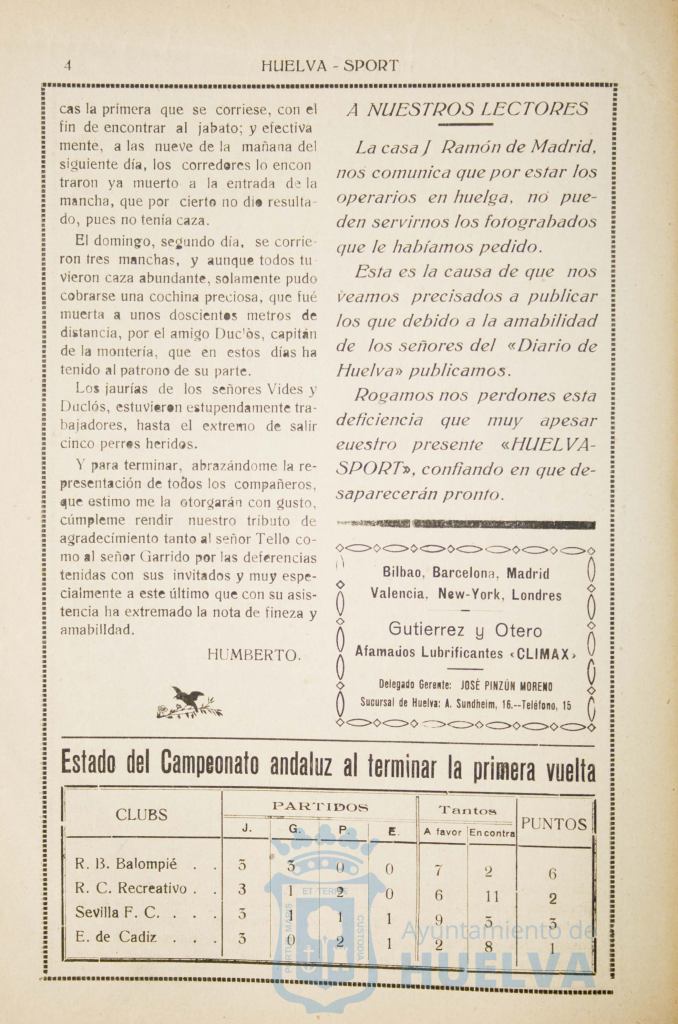 4
HUELVA - SPORT
cas la primera que se corriese, con el
fin de encontrar al jabato; y efectiva
mente, a las nueve de la mañana del
siguiente día, los corredores lo encon
traron ya muerto a la entrada de la
mancha, que por cierto no dio resulta-
do, pues no tenía caza.
El domingo, segundo día, se corrie-
ron tres manchas, y aunque todos tu
vieron caza abundante, solamente pudo
cobrarse una cochina preciosa, que fué
muerta a unos doscientos metros de
distancia, por el amigo Duc'ós, capitán
de la montería, que en estos días ha
tenido al patrono de su parte.
Los jaurías de los señores Vides y
Duclós, estuvieron estupendamente tra-
bajadores, hasta el extremo de salir
cinco perros heridos.
Y para terminar, abrazándome la re-
presentación de todos los compañeros,
que estimo me la otorgarán con gusto,
cúmpleme rendir nuestro tributo de
agradecimiento tanto al señor Tello co-
mo al señor Garrido por las deferencias
tenidas con sus invitados y muy espe-
cialmente a este último que con su asis-
tencia ha extremado la nota de fineza y
amabilidad.
HUMBERTO.
A NUESTROS LECTORES
La casa J Ramón de Madrid,
nos comunica que por estar los
operarios en huelga, no pue-
den servirnos los fotograbados
que le habíamos pedido.
Esta es la causa de que nos
veamos precisados a publicar
los que debido a la amabilidad
de los señores del «Diario de
Huelva» publicamos.
Rogamos nos perdones esta
deficiencia que muy apesar
euestro presente «HUELVA-
SPORT», confiando en que de-
saparecerán pronto.
Bilbao, Barcelona, Madrid
Valencia, New-York, Londres
Gutierrez y Otero
Afamados Lubrificantes «CLIMAX»
Delegado Gerente: JOSÉ PINZÚN MORENO
Sucursal de Huelva: A. Sundheim, 16.--Teléfono, 15
Estado del Campeonato andaluz al terminar la primera vuelta
CLUBS PARTIDOS Tantos PUNTOS
J. G. P. E. A favor En contra
R. B. Balompié . . 3 3 0 0 7 2 6
R. C. Recreativo . . 3 1 2 0 6 11 2
Sevilla F. C. . . . 3 1 1 1 9 3 3
E. de Cadiz . . . 3 0 2 1 2 8 1
PORTUS MARIS ET TERRE CUSTODIA
Ayuntamiento de
HUELVA